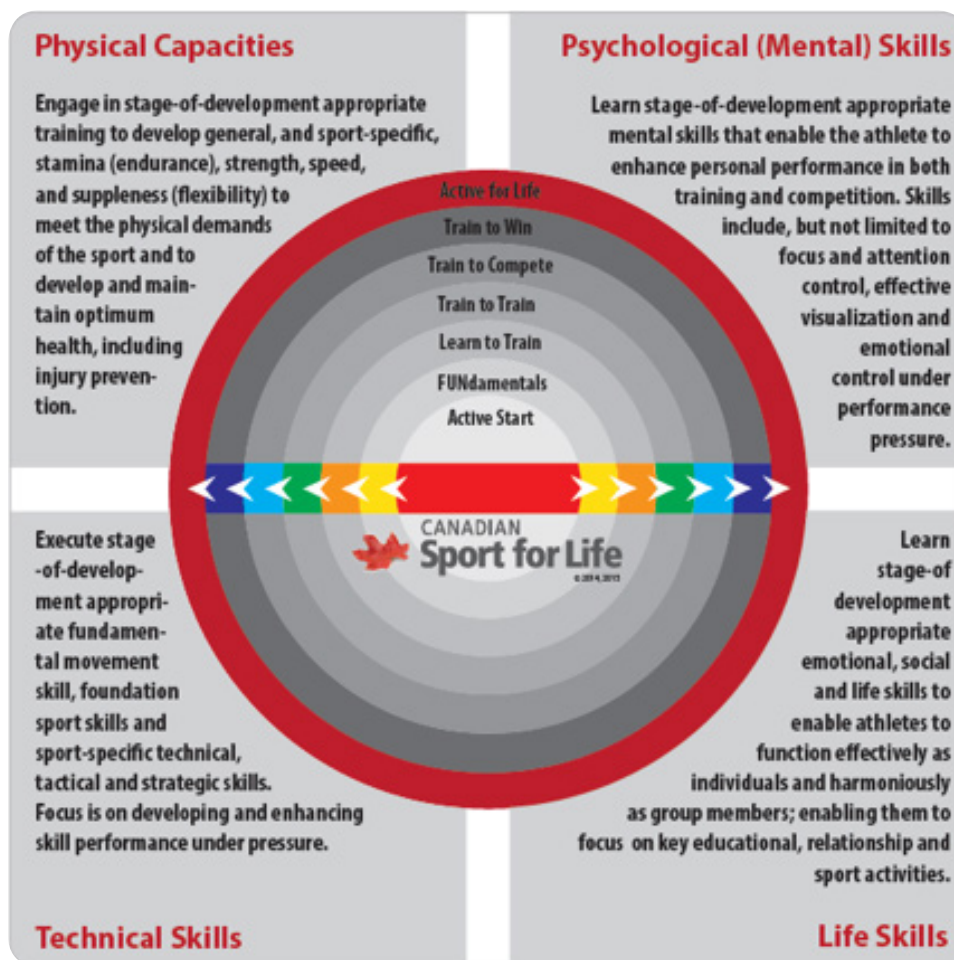 Physical Capacities
Engage in stage-of-development appropriate
training to develop general, and sport-specific,
stamina (endurance), strength, speed,
and suppleness (flexibility) to
meet the physical demands
of the sport and to
develop and main-
tain optimum
health, including
injury preven-
tion.
Psychological (Mental) Skills
Learn stage-of-development appropriate
mental skills that enable the athlete to
enhance personal performance in both
training and competition. Skills
include, but not limited to
focus and attention
control, effective
visualization and
emotional
control under
performance
pressure.
Active for Life
Train to Win
Train to Compete
Train to Train
Learn to Train
FUNdamentals
Active Start
CANADIAN
Sport for Life
Execute stage
-of-develop-
ment appropri-
ate fundamen-
tal movement
skill, foundation
sport skills and
sport-specific technical,
tactical and strategic skills.
Focus is on developing and enhancing
skill performance under pressure.
Technical Skills
Learn
stage-of
development
appropriate
emotional, social
and life skills to
enable athletes to
function effectively as
individuals and harmoniously
as group members; enabling them to
focus on key educational, relationship and
sport activities.
Life Skills